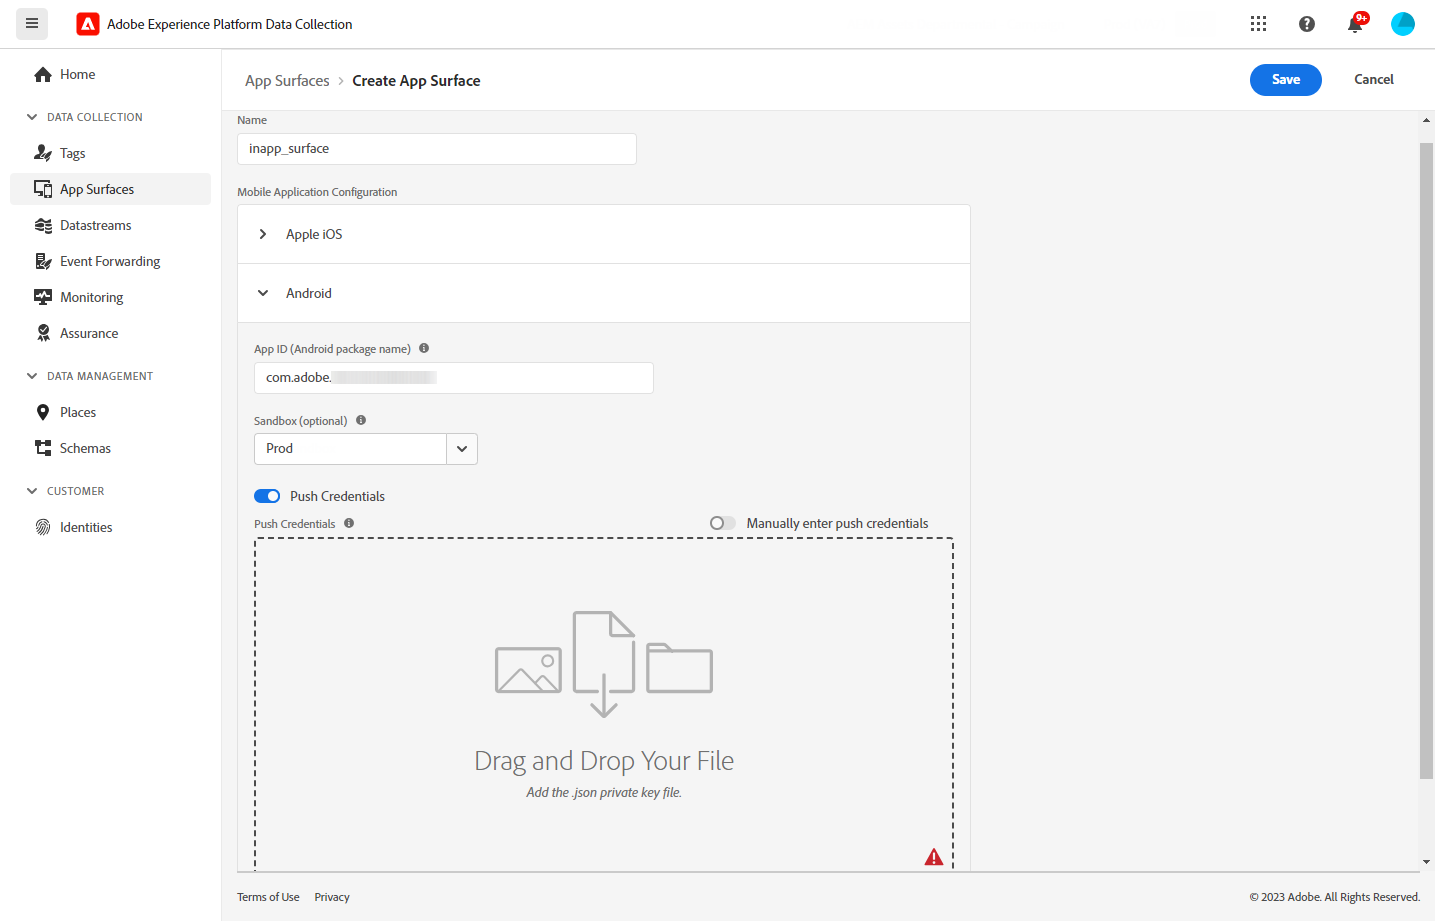 Adobe Experience Platform Data Collection
9+
Home
DATA COLLECTION
Tags
App Surfaces
Datastreams
Event Forwarding
Monitoring
Assurance
DATA MANAGEMENT
Places
Schemas
CUSTOMER
Identities
App Surfaces > Create App Surface
Save
Cancel
Name
inapp_surface
Mobile Application Configuration
Apple iOS
Android
App ID (Android package name)
com.adobe.
Sandbox (optional)
Prod
Push Credentials
Push Credentials
Manually enter push credentials
Drag and Drop Your File
Add the .json private key file.
Terms of Use Privacy
© 2023 Adobe. All Rights Reserved.